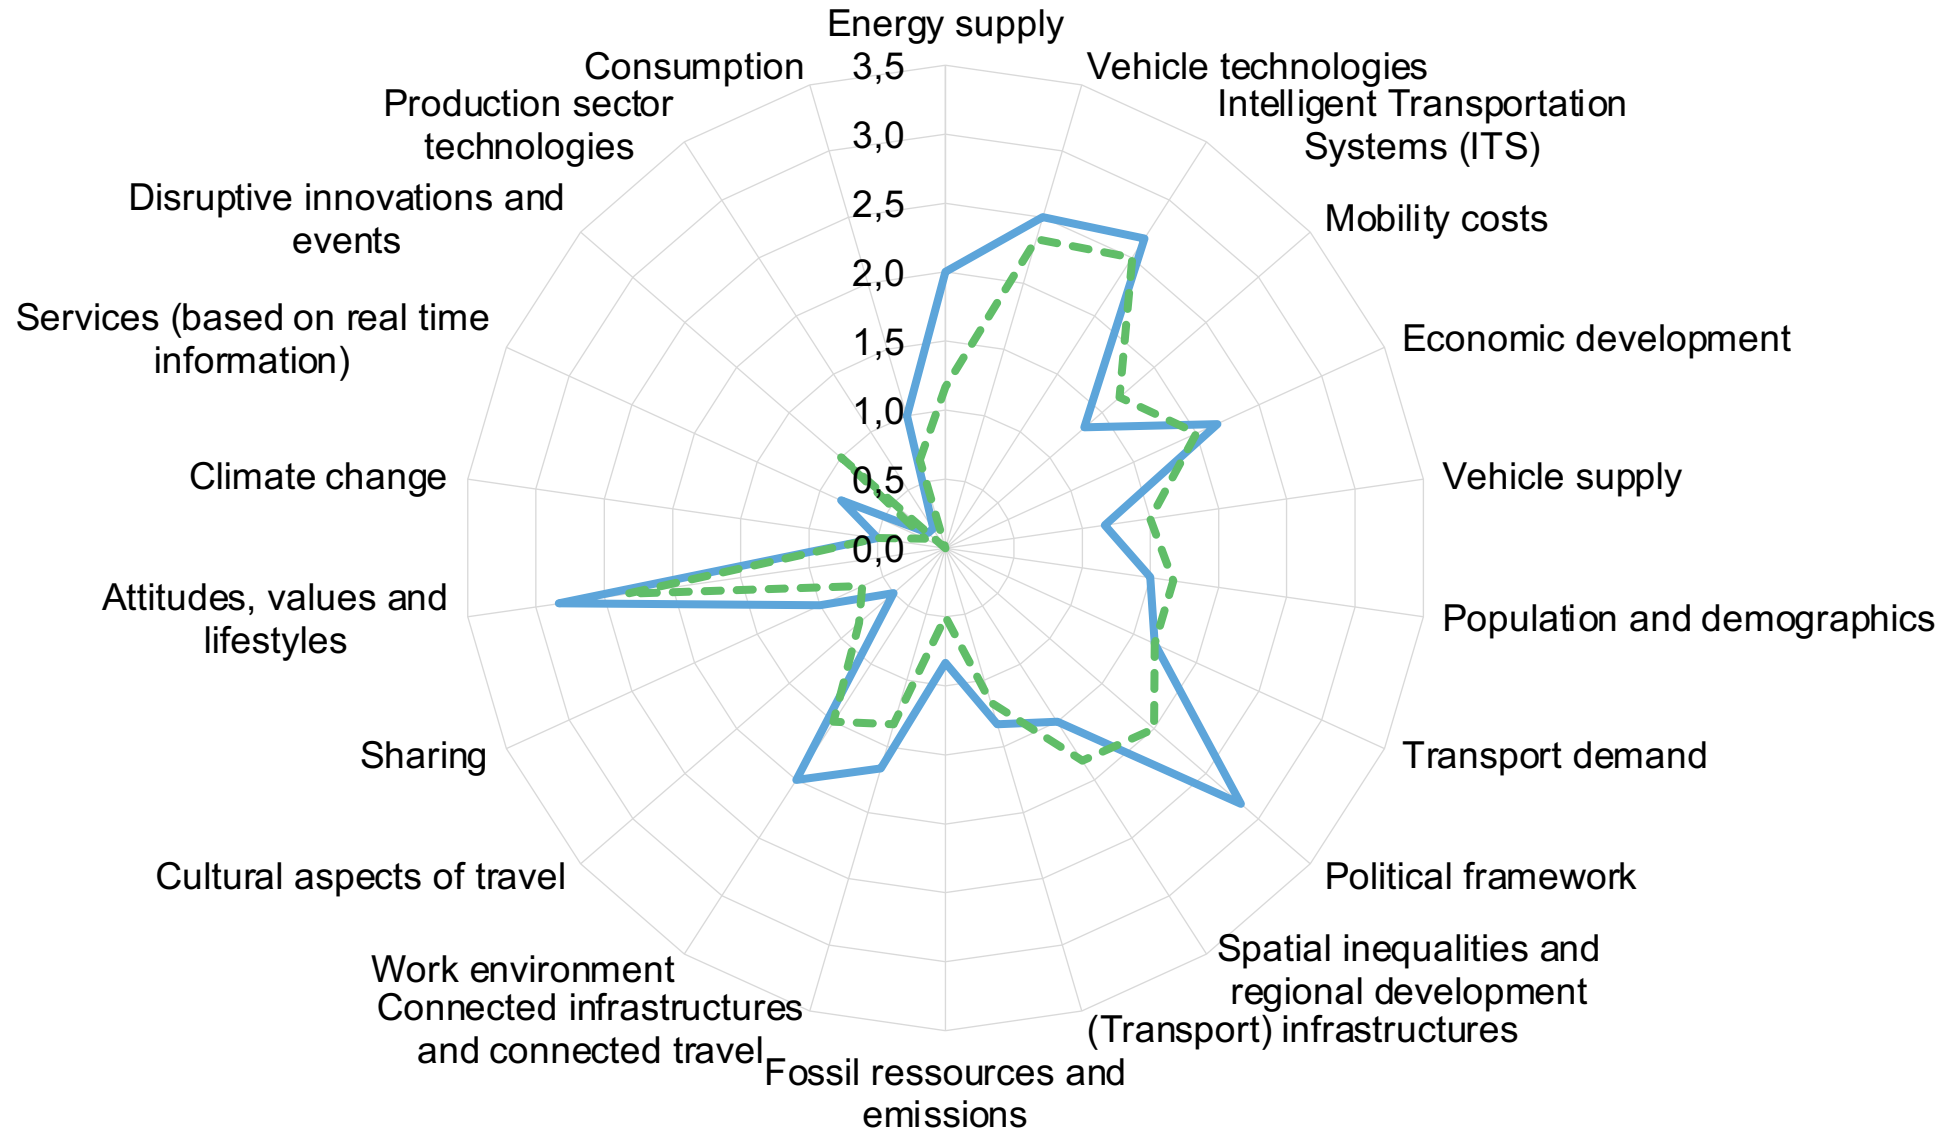 Energy supply
Consumption
3,5
Vehicle technologies
Production sector
technologies
Intelligent Transportation
Systems (ITS)
3,0
Disruptive innovations and
events
2,5
Mobility costs
2,0
Services (based on real time
information)
1,5
Economic development
1,0
Climate change
0,5
Vehicle supply
0,0
Attitudes, values and
lifestyles
Population and demographics
Sharing
Transport demand
Cultural aspects of travel
Political framework
Work environment
Spatial inequalities and
regional development
Connected infrastructures
and connected travel
(Transport) infrastructures
Fossil ressources and
emissions